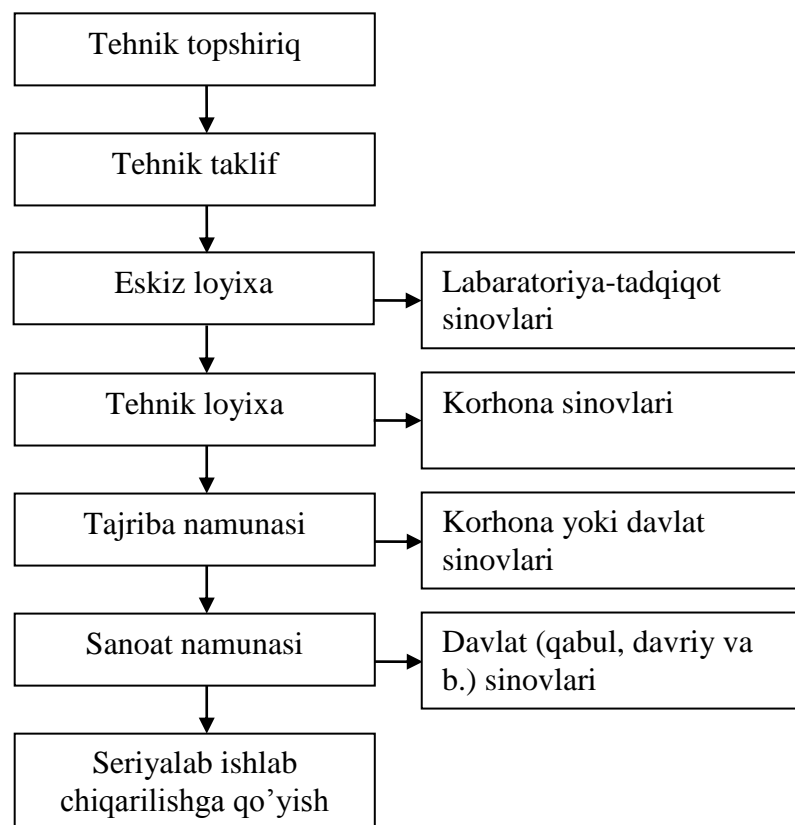 Tehnik topshiriq
Tehnik taklif
Eskiz loyixa
Labaratoriya-tadqiqot
sinovlari
Tehnik loyixa
Korhona sinovlari
Tajriba namunasi
Korhona yoki davlat
sinovlari
Sanoat namunasi
Davlat (qabul, davriy va
b.) sinovlari
Seriyalab ishlab
chiqarilishga qo’yish